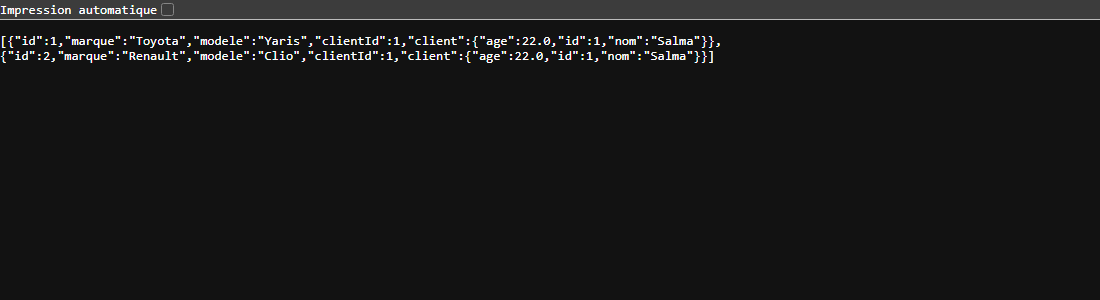 Impression automatique
[{"id":1,"marque":"Toyota","modele":"Yaris","clientId":1,"client":{"age":22.0,"id":1,"nom":"Salma"}},
{"id":2,"marque":"Renault","modele":"Clio","clientId":1,"client":{"age":22.0,"id":1,"nom":"Salma"}}]